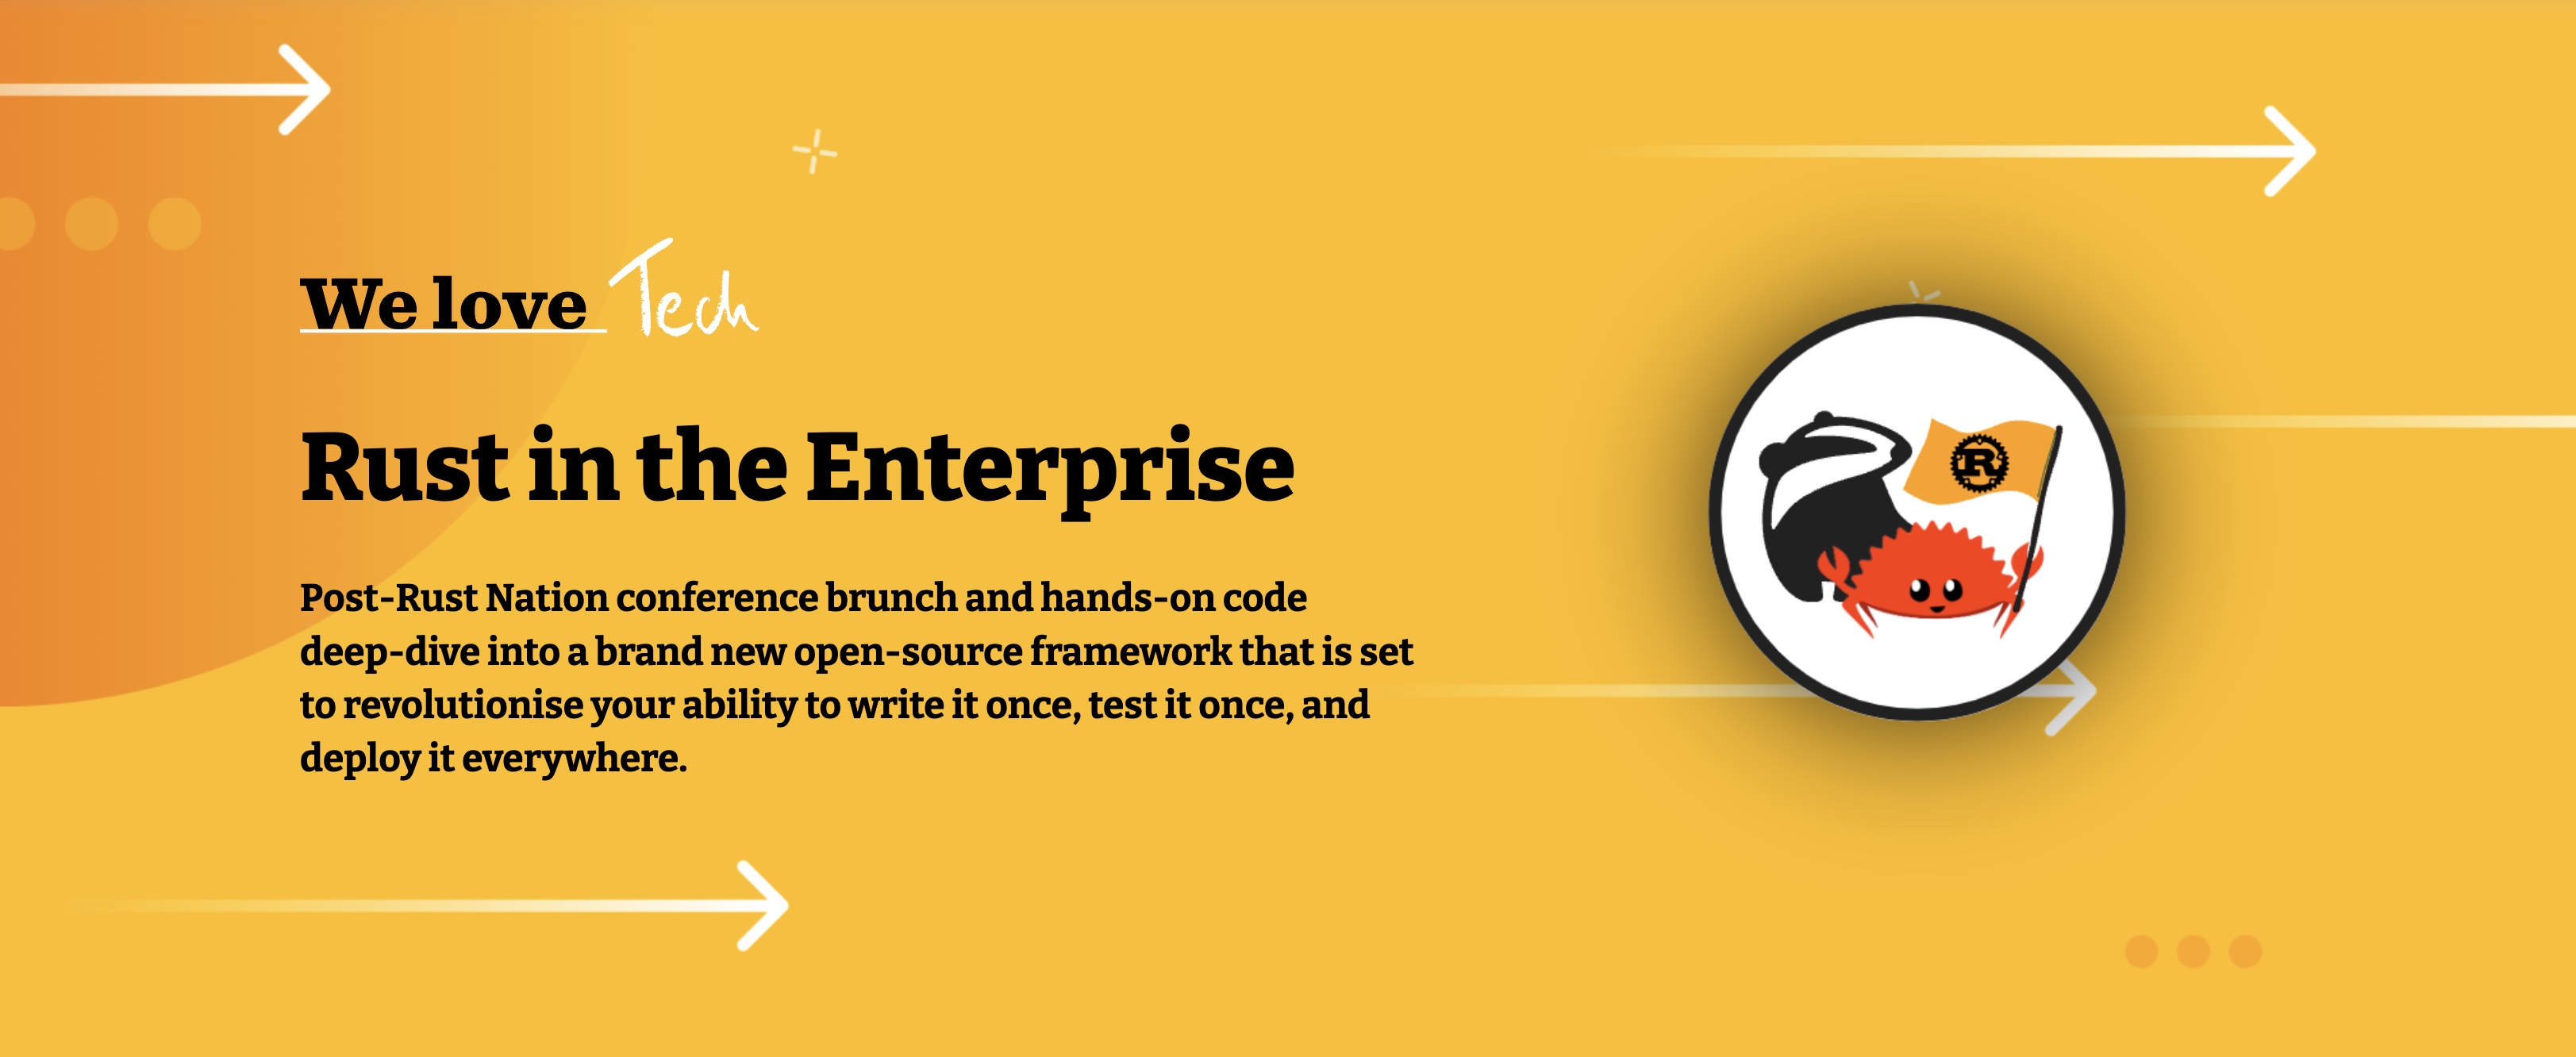 We love Tech
Rust in the Enterprise
Post-Rust Nation conference brunch and hands-on code
deep-dive into a brand new open-source framework that is set
to revolutionise your ability to write it once, test it once, and
deploy it everywhere.
R